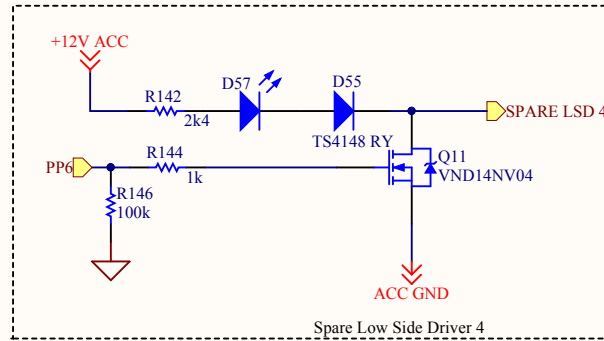 +12V ACC
D57
D55
R142
2k4
TS4148 RY
SPARE LSD 4
PP6
R144
1k
Q11
VND14NV04
R146
100k
ACC GND
Spare Low Side Driver 4